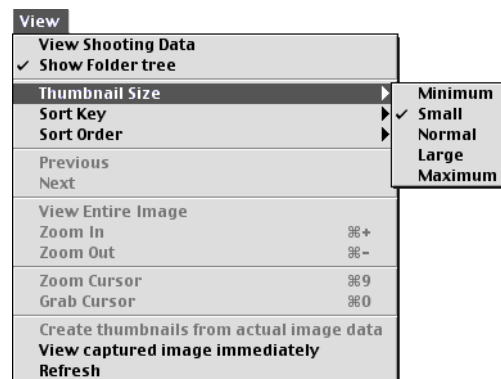 View
View Shooting Data
✓ Show Folder tree
Thumbnail Size
Sort Key
Sort Order
Previous
Next
View Entire Image
Zoom In ⌘+
Zoom Out ⌘-
Zoom Cursor ⌘9
Grab Cursor ⌘0
Create thumbnails from actual image data
View captured image immediately
Refresh
Minimum
✓ Small
Normal
Large
Maximum